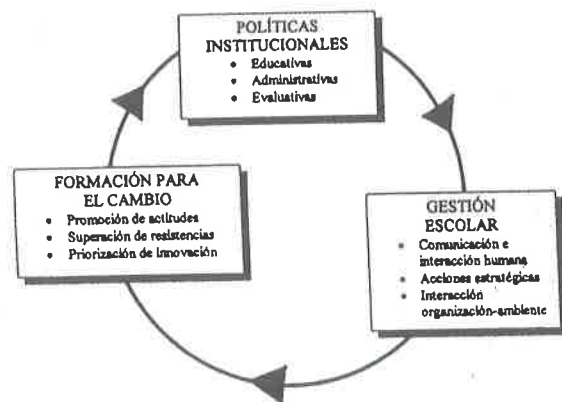 POLÍTICAS
INSTITUCIONALES
• Educativas
• Administrativas
• Evaluativas
FORMACIÓN PARA
EL CAMBIO
• Promoción de actitudes
• Superación de resistencias
• Priorización de innovación
GESTIÓN
ESCOLAR
• Comunicación e
interacción humana
• Acciones estratégicas
• Interacción
organización-ambiente